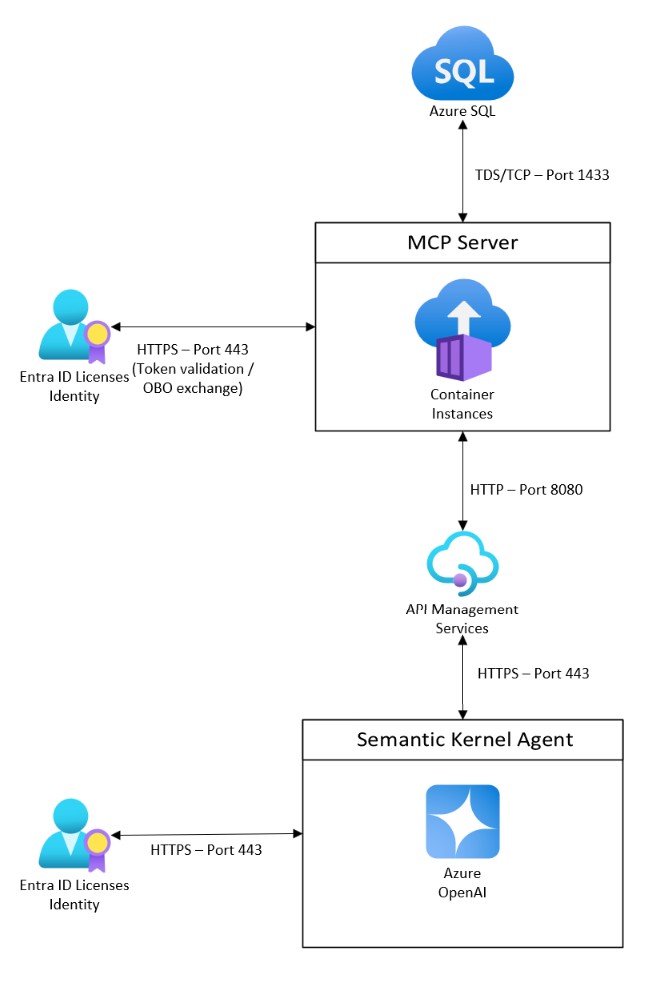 SQL
Azure SQL
TDS/TCP – Port 1433
MCP Server
HTTPS – Port 443
(Token validation /
OBO exchange)
Entra ID Licenses
Identity
Container
Instances
HTTP – Port 8080
API Management
Services
HTTPS – Port 443
Semantic Kernel Agent
HTTPS – Port 443
Entra ID Licenses
Identity
Azure
OpenAI